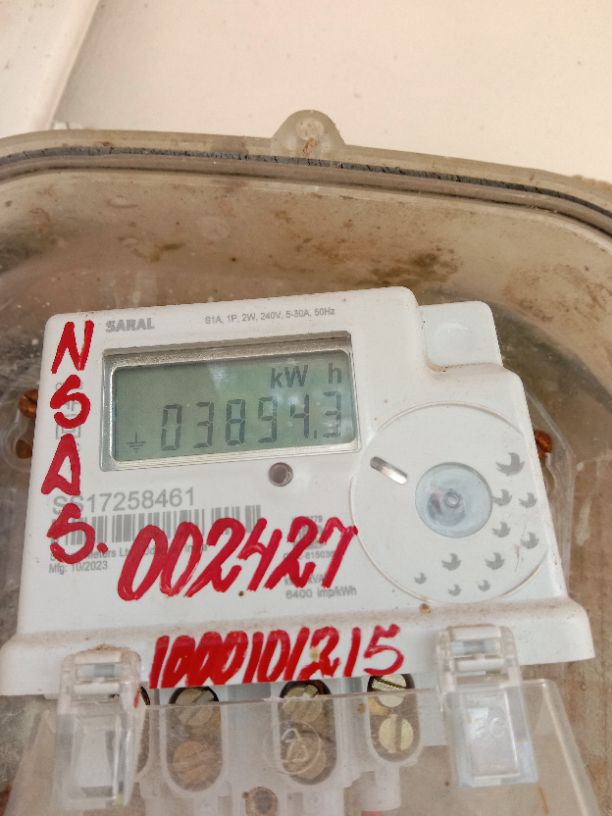 SARAL
S1A, 1P, 2W, 240V, 5-30A, 50Hz
NSAS.
kW h
03894.3
SS17258461
Mfg: 10/2023
002427
6400 imp/kWh
1000101215